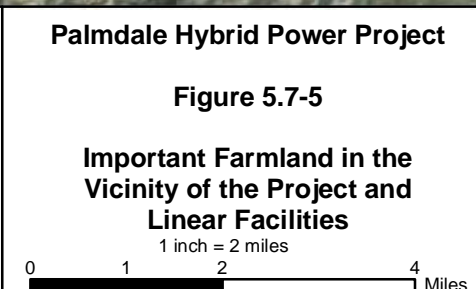 Palmdale Hybrid Power Project
Figure 5.7-5
Important Farmland in the
Vicinity of the Project and
Linear Facilities
1 inch = 2 miles
0 1 2 4
Miles